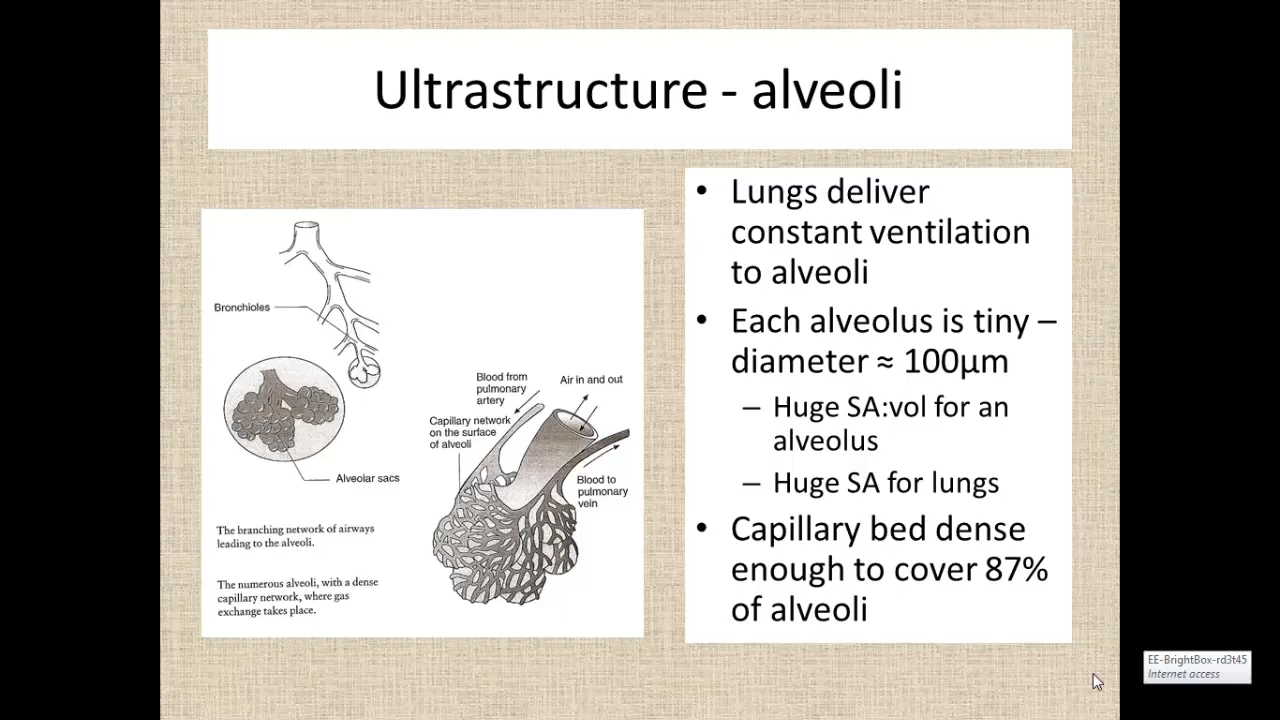 Ultrastructure - alveoli
Bronchioles
Alveolar sacs
The branching network of airways
leading to the alveoli.
The numerous alveoli, with a dense
capillary network, where gas
exchange takes place.
Blood from
pulmonary
artery
Air in and out
Capillary network
on the surface
of alveoli
Blood to
pulmonary
vein
• Lungs deliver
constant ventilation
to alveoli
• Each alveolus is tiny –
diameter ≈ 100µm
– Huge SA:vol for an
alveolus
– Huge SA for lungs
• Capillary bed dense
enough to cover 87%
of alveoli
EE-BrightBox-rd3t45
Internet access